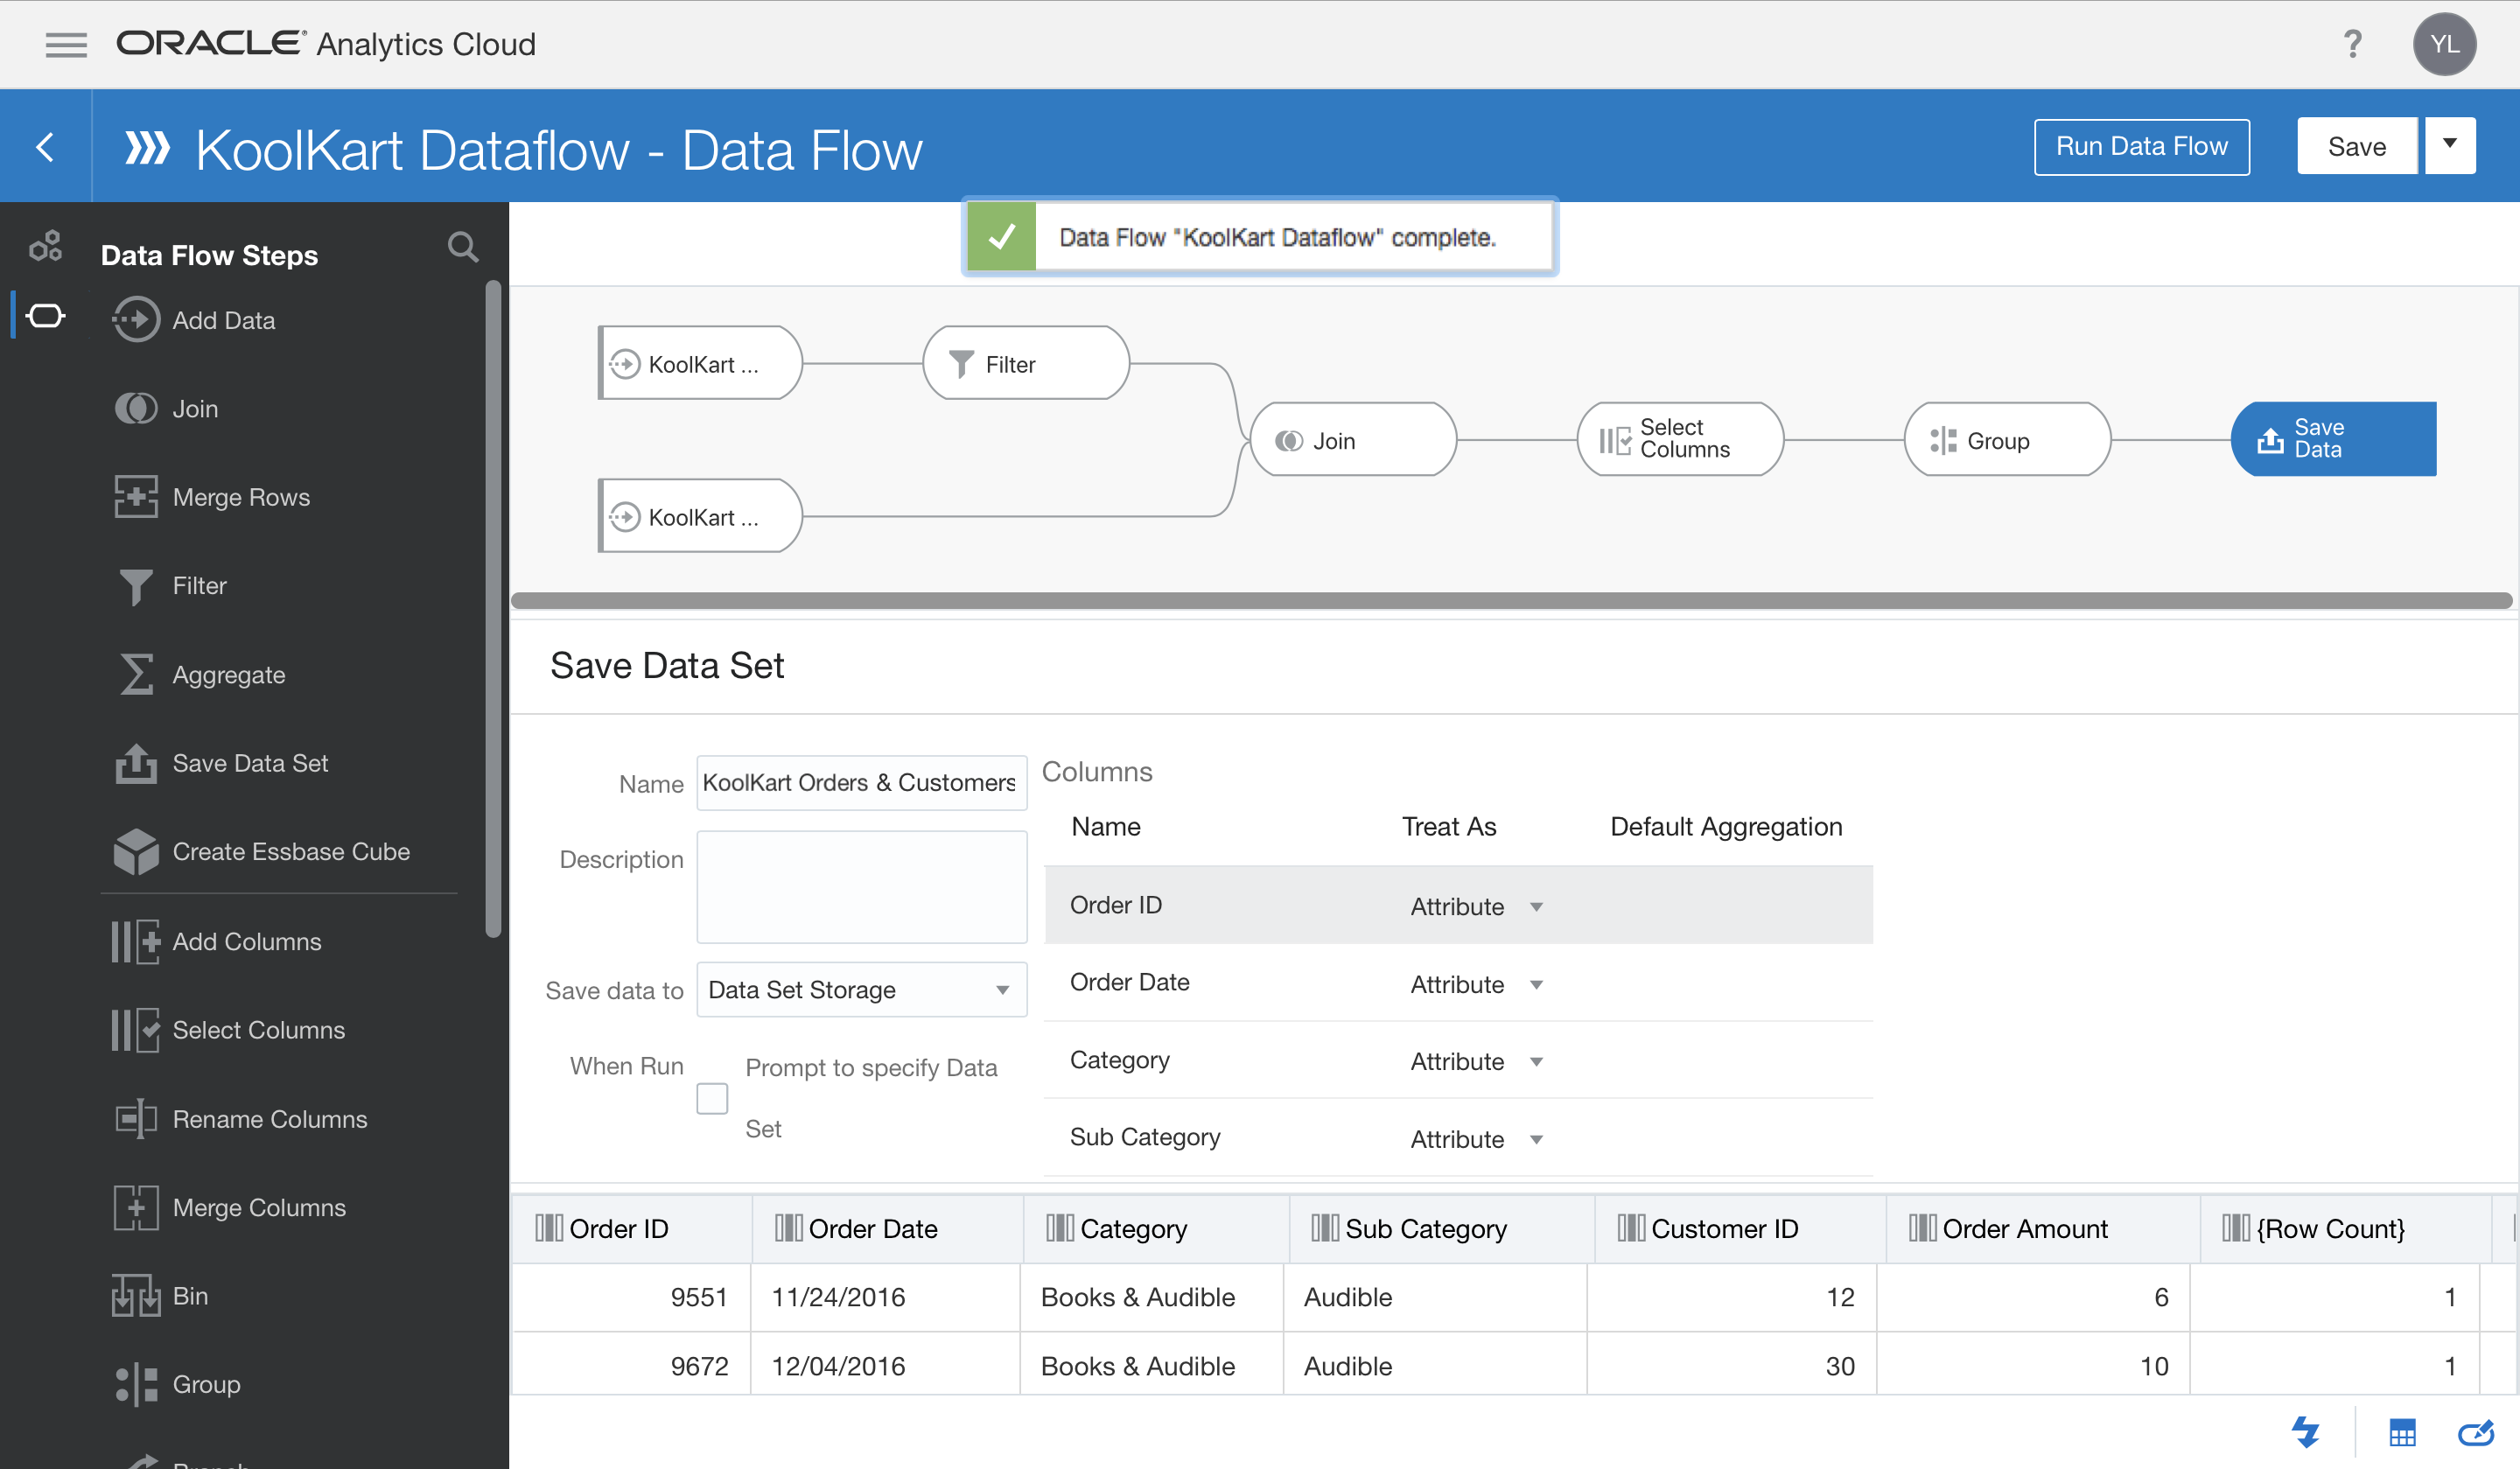 ORACLE® Analytics Cloud
?
YL
KoolKart Dataflow - Data Flow
Run Data Flow
Save
Data Flow "KoolKart Dataflow" complete.
Data Flow Steps
Add Data
Join
Merge Rows
Filter
Aggregate
Save Data Set
Create Essbase Cube
Add Columns
Select Columns
Rename Columns
Merge Columns
Bin
Group
Branch
KoolKart ...
Filter
KoolKart ...
Join
Select
Columns
Group
Save
Data
Save Data Set
Name
KoolKart Orders & Customers
Description
Save data to
Data Set Storage
When Run
Prompt to specify Data
Set
Columns
Name Treat As Default Aggregation
Order ID Attribute
Order Date Attribute
Category Attribute
Sub Category Attribute
Order ID Order Date Category Sub Category Customer ID Order Amount {Row Count}
9551 11/24/2016 Books & Audible Audible 12 6 1
9672 12/04/2016 Books & Audible Audible 30 10 1